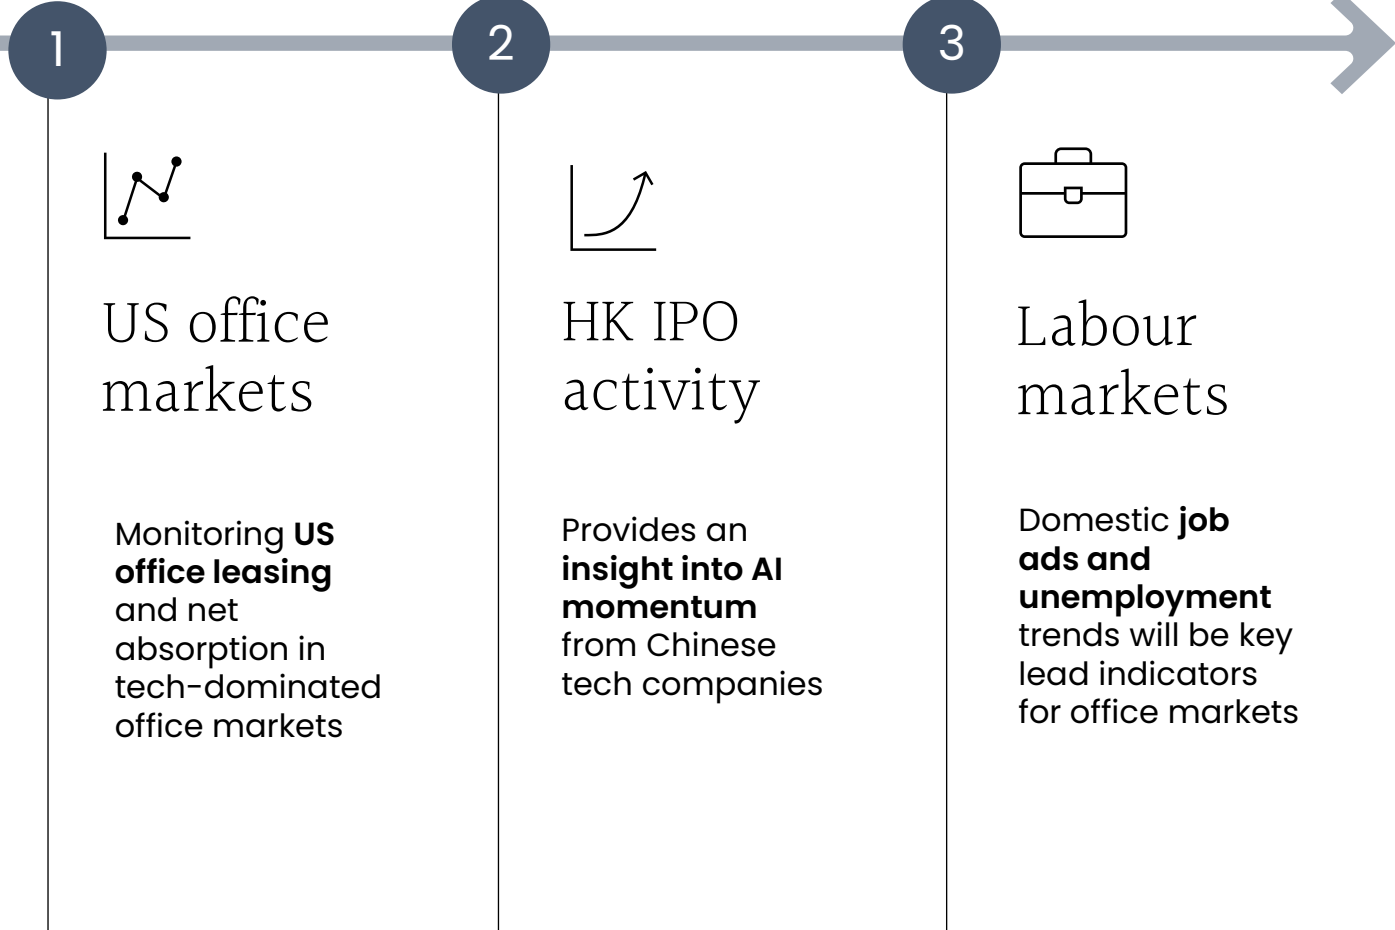 1
2
3
US office
markets
HK IPO
activity
Labour
markets
Monitoring US
office leasing
and net
absorption in
tech-dominated
office markets
Provides an
insight into AI
momentum
from Chinese
tech companies
Domestic job
ads and
unemployment
trends will be key
lead indicators
for office markets